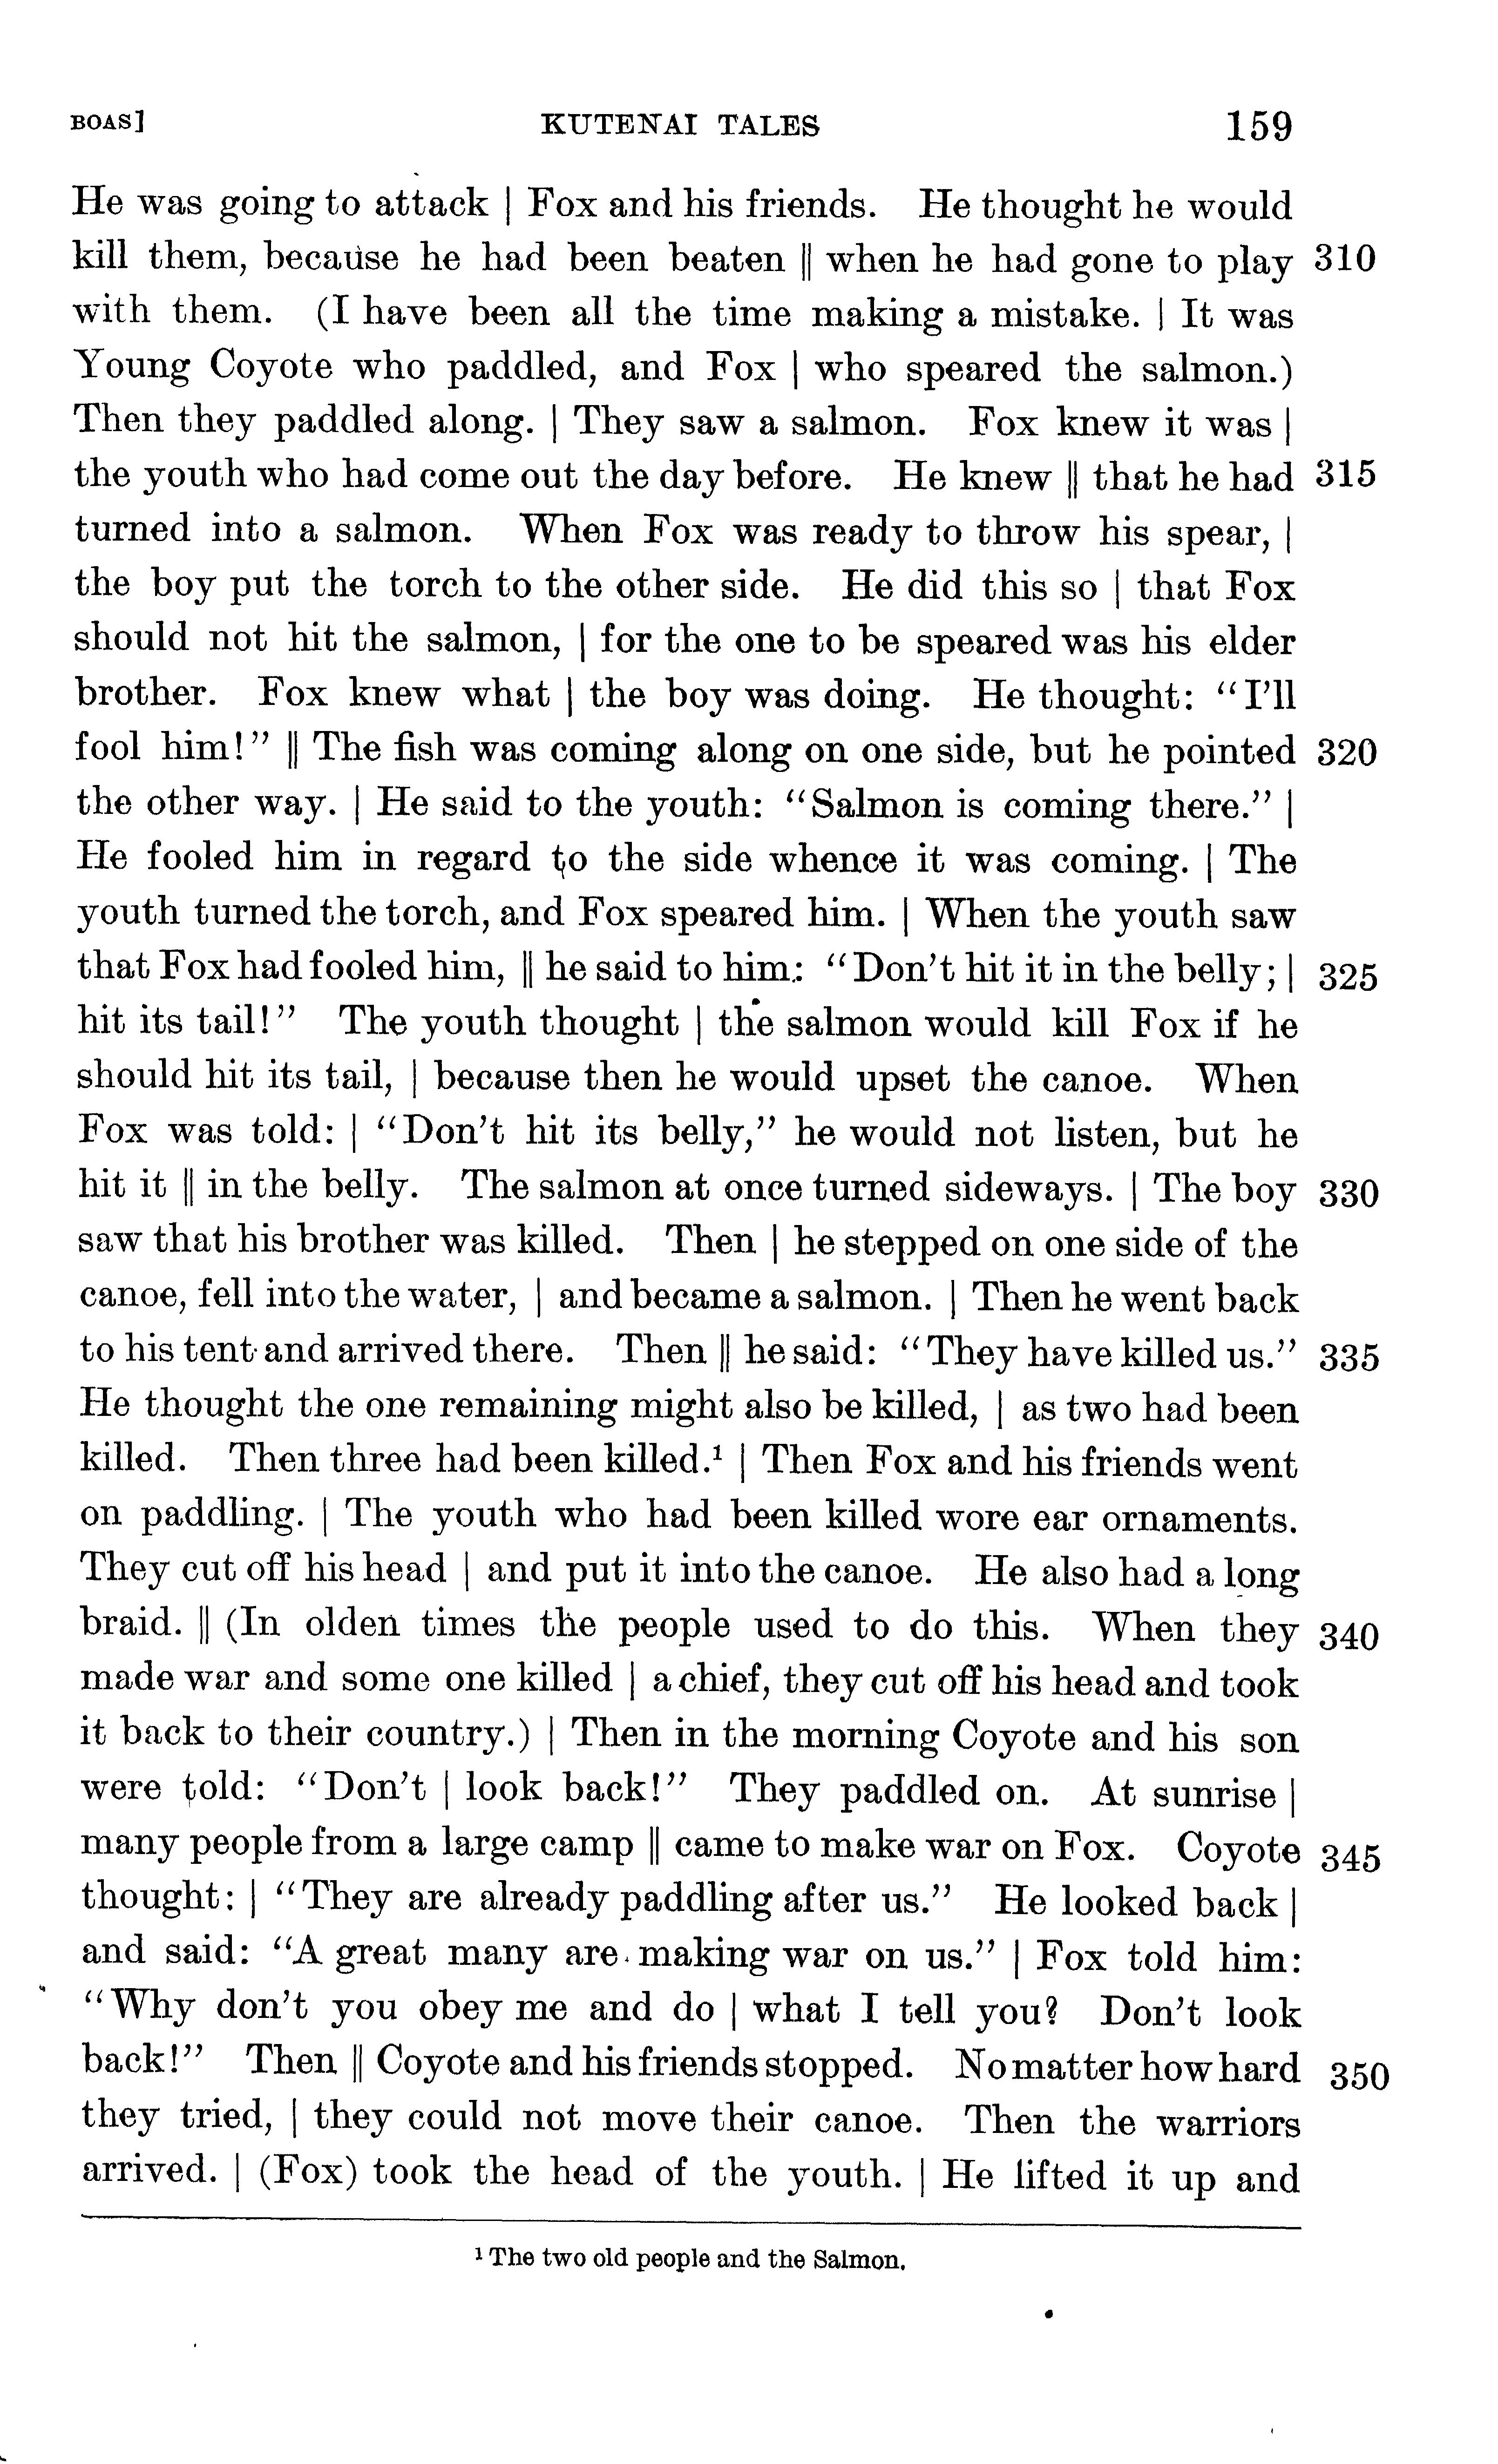 BOAS] KUTENAI TALES 159
He was going to attack | Fox and his friends. He thought he would
kill them, because he had been beaten || when he had gone to play 310
with them. (I have been all the time making a mistake. | It was
Young Coyote who paddled, and Fox | who speared the salmon.)
Then they paddled along. | They saw a salmon. Fox knew it was |
the youth who had come out the day before. He knew || that he had 315
turned into a salmon. When Fox was ready to throw his spear, |
the boy put the torch to the other side. He did this so | that Fox
should not hit the salmon, | for the one to be speared was his elder
brother. Fox knew what | the boy was doing. He thought: "I'll
fool him!" || The fish was coming along on one side, but he pointed 320
the other way. | He said to the youth: "Salmon is coming there." |
He fooled him in regard to the side whence it was coming. | The
youth turned the torch, and Fox speared him. | When the youth saw
that Fox had fooled him, || he said to him: "Don't hit it in the belly; | 325
hit its tail!" The youth thought | the salmon would kill Fox if he
should hit its tail, | because then he would upset the canoe. When
Fox was told: | "Don't hit its belly," he would not listen, but he
hit it || in the belly. The salmon at once turned sideways. | The boy 330
saw that his brother was killed. Then | he stepped on one side of the
canoe, fell into the water, | and became a salmon. | Then he went back
to his tent and arrived there. Then || he said: "They have killed us." 335
He thought the one remaining might also be killed, | as two had been
killed. Then three had been killed.¹ | Then Fox and his friends went
on paddling. | The youth who had been killed wore ear ornaments.
They cut off his head | and put it into the canoe. He also had a long
braid. || (In olden times the people used to do this. When they 340
made war and some one killed | a chief, they cut off his head and took
it back to their country.) | Then in the morning Coyote and his son
were told: "Don't | look back!" They paddled on. At sunrise |
many people from a large camp || came to make war on Fox. Coyote 345
thought: | "They are already paddling after us." He looked back |
and said: "A great many are making war on us." | Fox told him:
"Why don't you obey me and do | what I tell you? Don't look
back!" Then || Coyote and his friends stopped. No matter how hard 350
they tried, | they could not move their canoe. Then the warriors
arrived. | (Fox) took the head of the youth. | He lifted it up and
¹ The two old people and the Salmon.